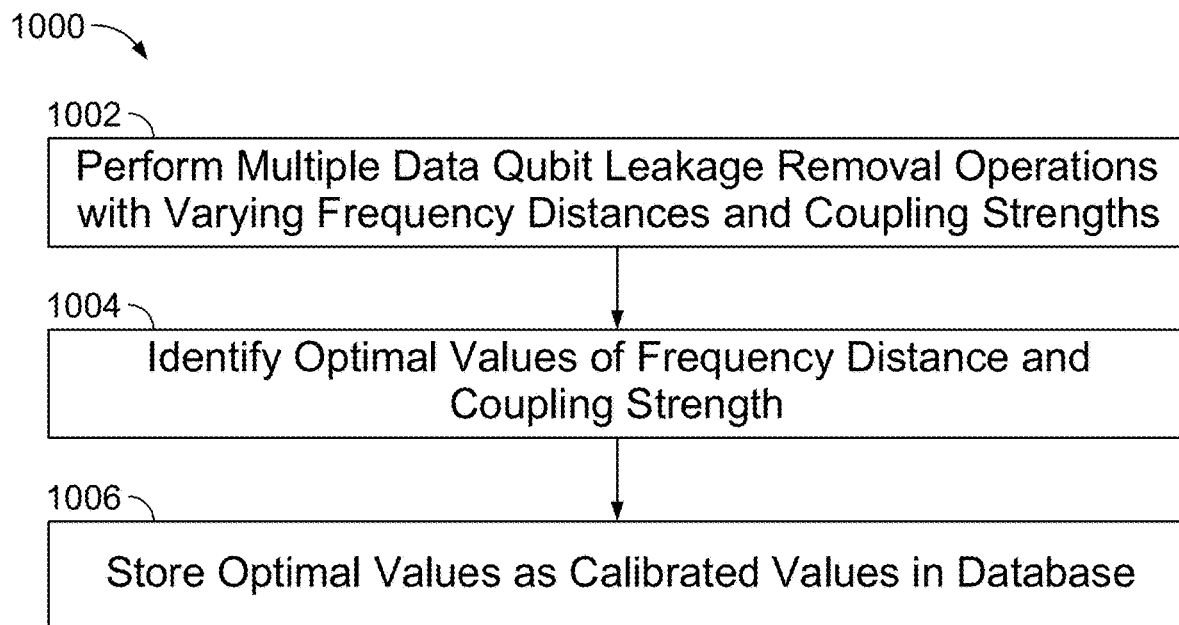 1000
1002
Perform Multiple Data Qubit Leakage Removal Operations
with Varying Frequency Distances and Coupling Strengths
1004
Identify Optimal Values of Frequency Distance and
Coupling Strength
1006
Store Optimal Values as Calibrated Values in Database